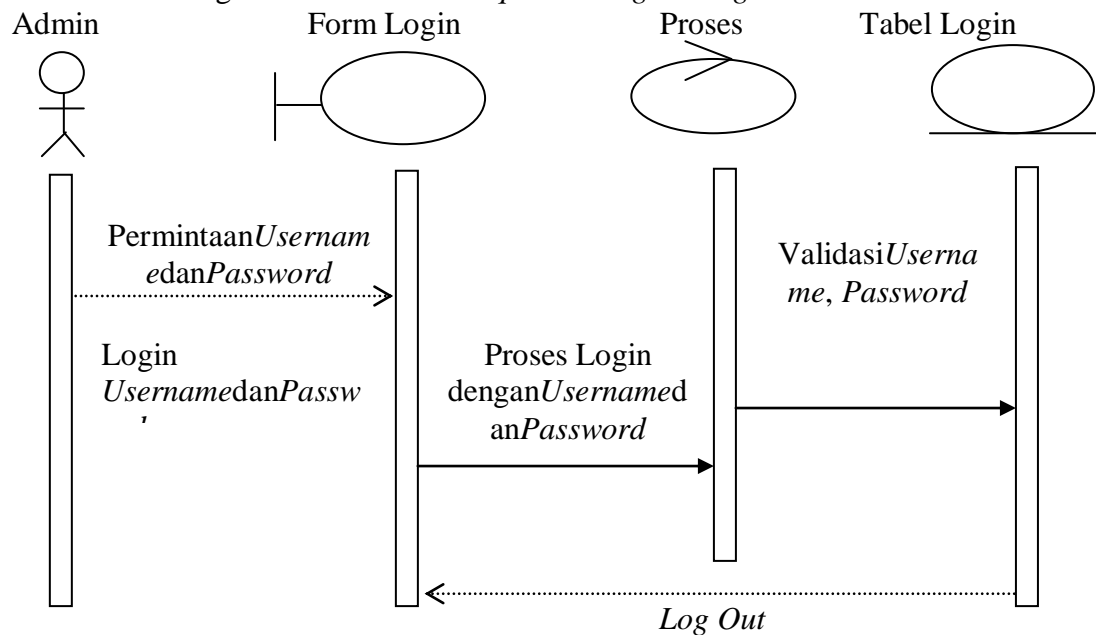 Admin
Form Login
Proses
Tabel Login
PermintaanUsernam
edanPassword
ValidasiUserna
me, Password
Login
UsernamedanPassw
Proses Login
denganUsernamed
anPassword
Log Out